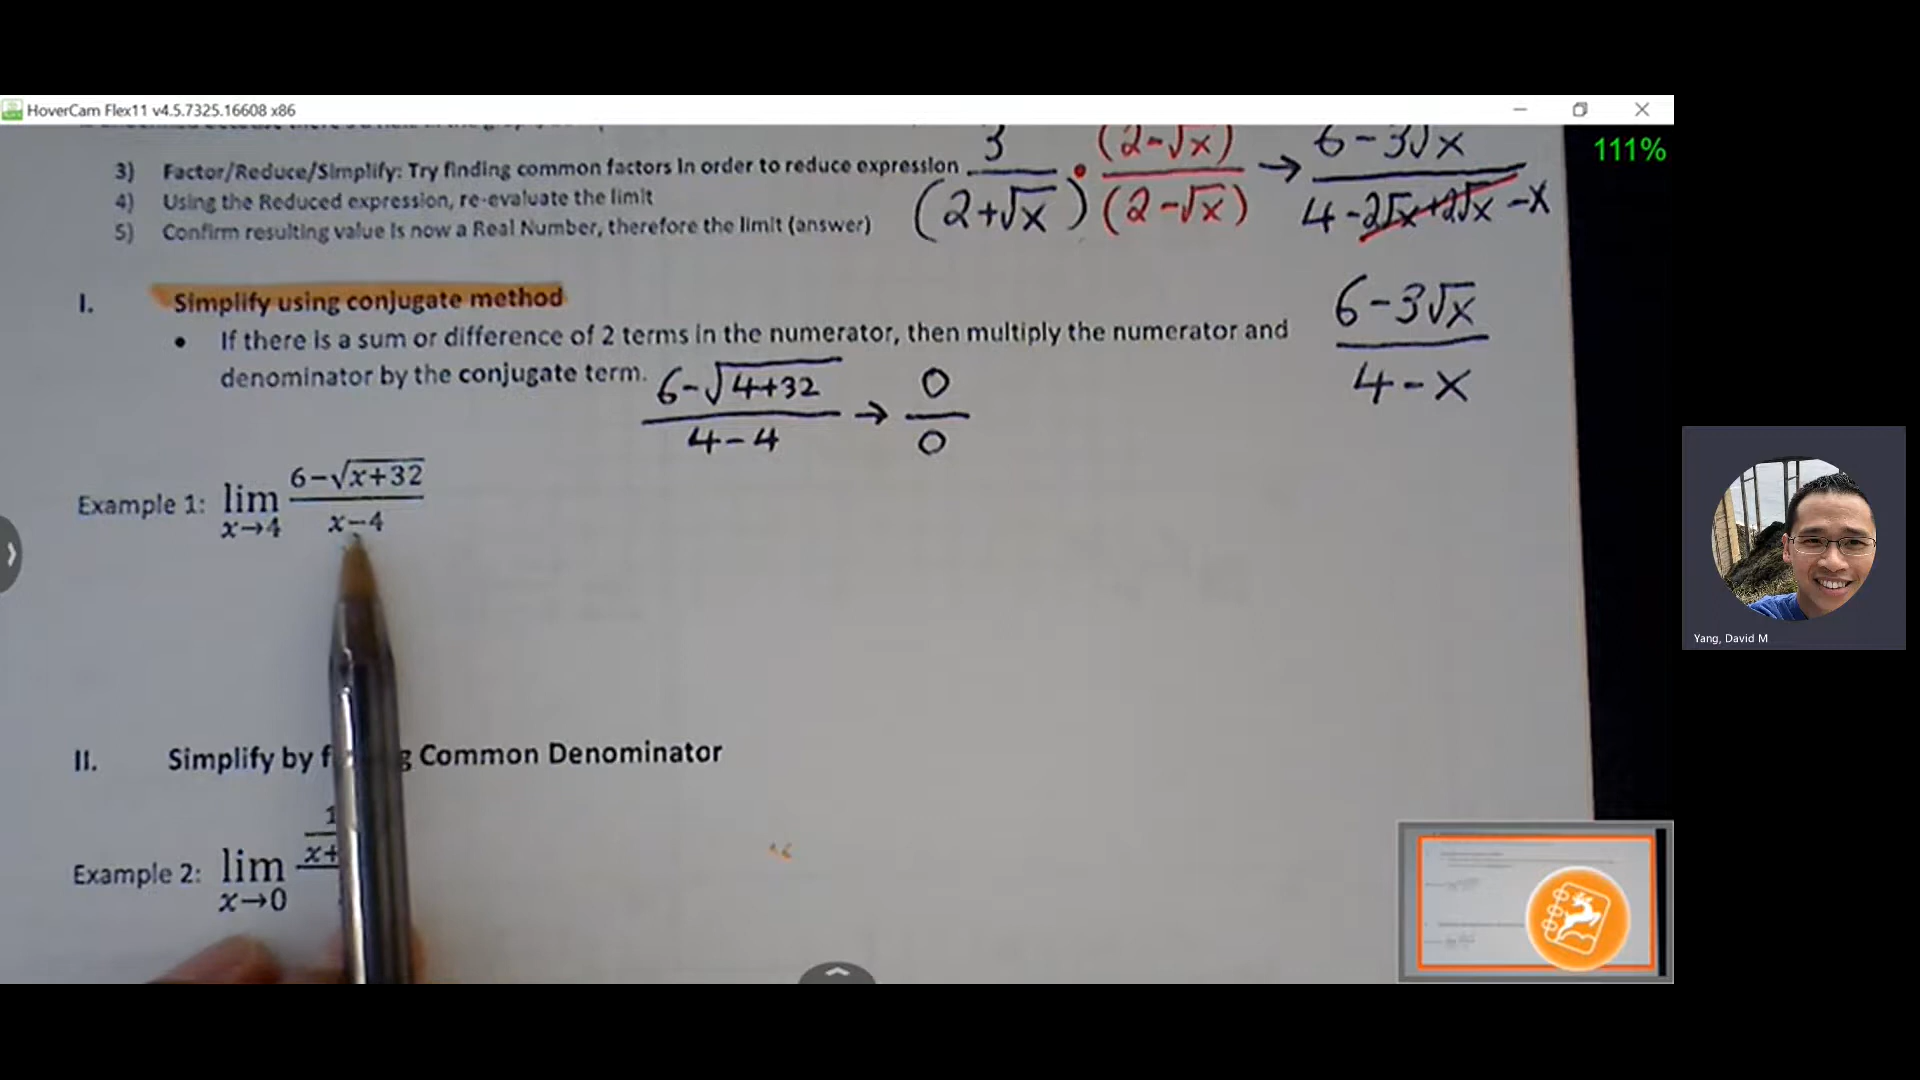 HoverCam Flex11 v4.5.7325.16608 x86
111%
3) Factor/Reduce/Simplify: Try finding common factors in order to reduce expression
4) Using the Reduced expression, re-evaluate the limit
5) Confirm resulting value is now a Real Number, therefore the limit (answer)
3/(2+√x) • (2-√x)/(2-√x) → 6-3√x/4-2√x+2√x-x
6-3√x/4-x
I. Simplify using conjugate method
• If there is a sum or difference of 2 terms in the numerator, then multiply the numerator and
denominator by the conjugate term.
6-√4+32/4-4 → 0/0
Example 1: lim x→4 6-√x+32/x-4
II. Simplify by f g Common Denominator
Example 2: lim x→0 1/x+
Yang, David M